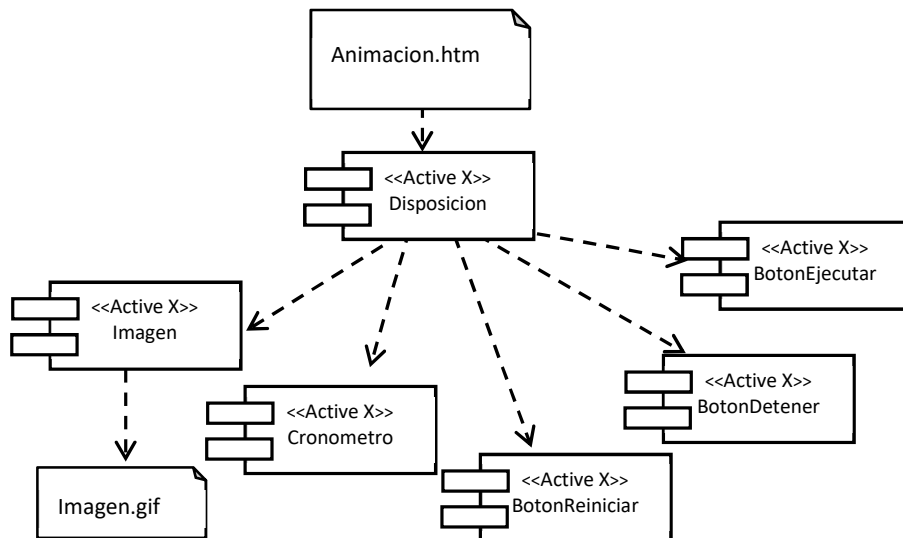 Animacion.htm
<<Active X>>
Disposicion
<<Active X>>
BotonEjecutar
<<Active X>>
Imagen
<<Active X>>
BotonDetener
<<Active X>>
Cronometro
<<Active X>>
BotonReiniciar
Imagen.gif